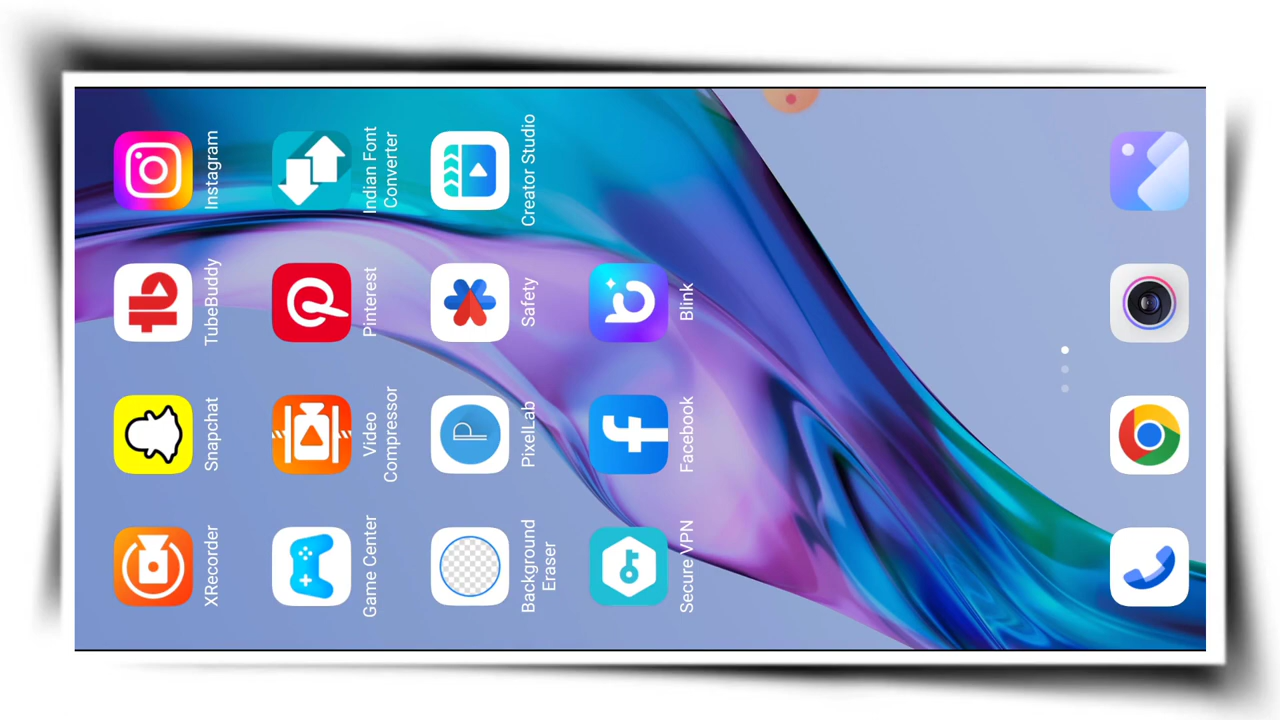 XRecorder
Snapchat
TubeBuddy
Instagram
Game Center
Video
Compressor
Pinterest
Indian Font
Converter
Background
Eraser
PixelLab
Safety
Creator Studio
Secure VPN
Facebook
Blink